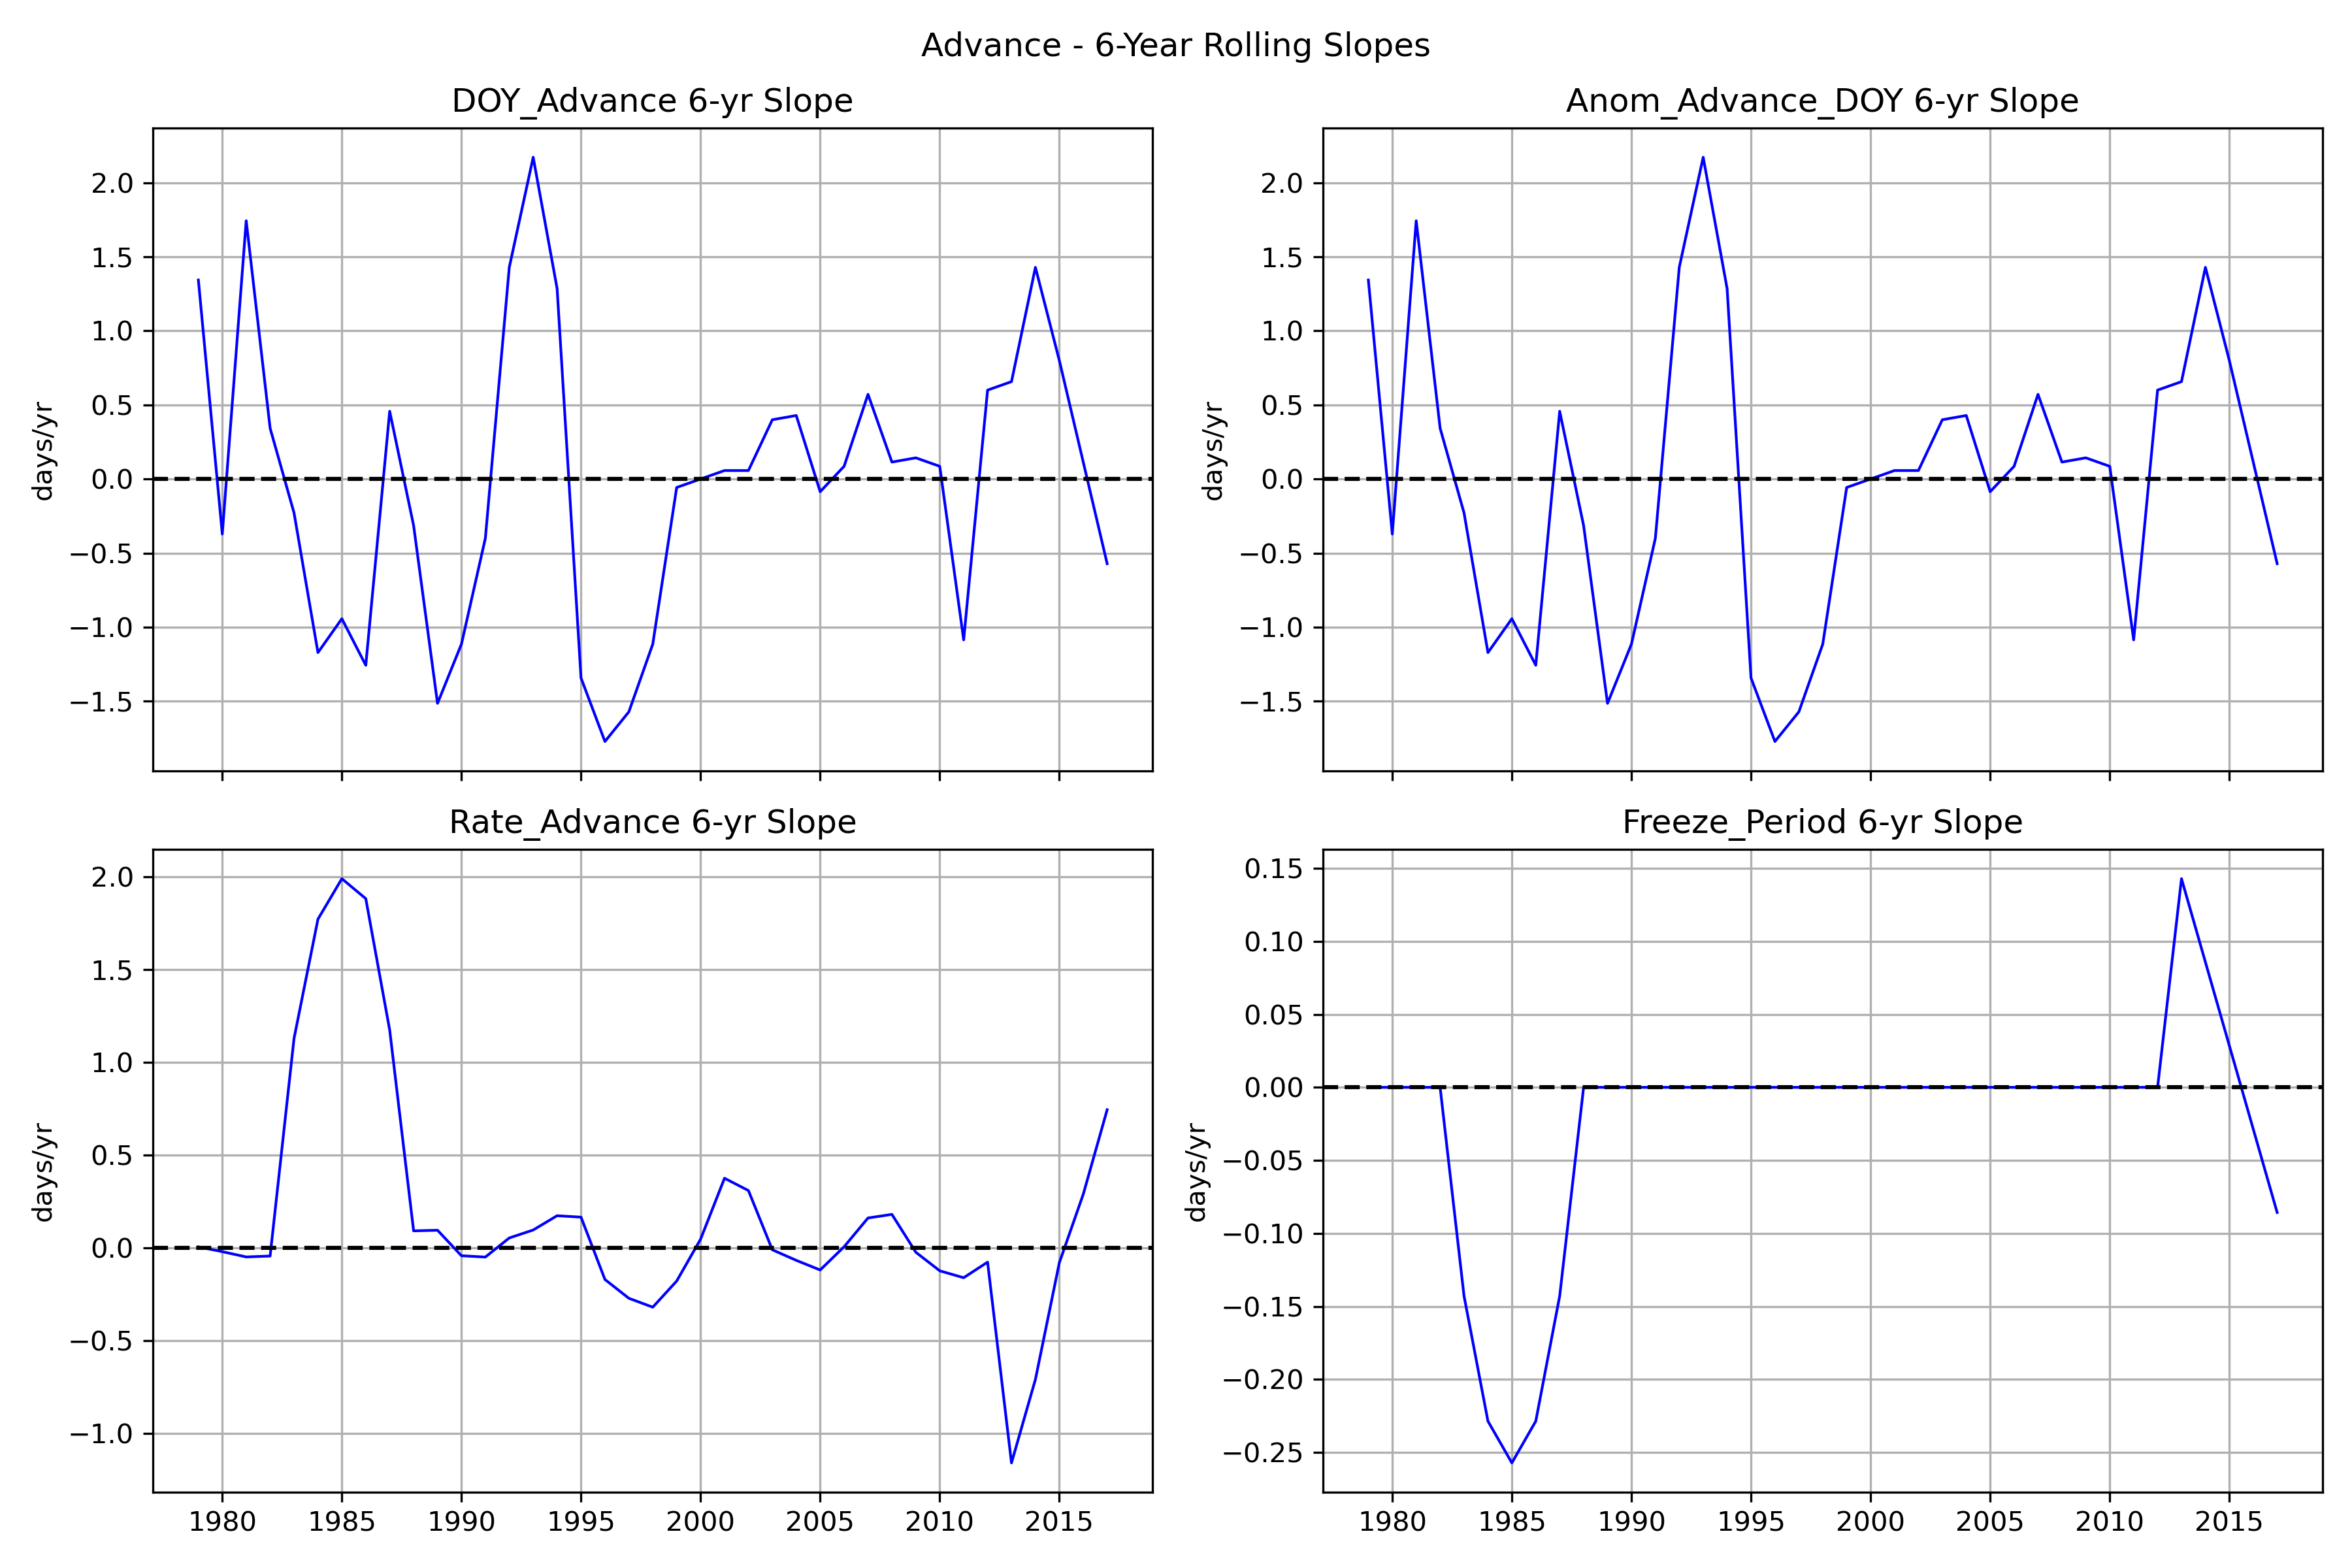 Advance - 6-Year Rolling Slopes
DOY_Advance 6-yr Slope
days/yr
2.0
1.5
1.0
0.5
0.0
−0.5
−1.0
−1.5
Anom_Advance_DOY 6-yr Slope
days/yr
2.0
1.5
1.0
0.5
0.0
−0.5
−1.0
−1.5
Rate_Advance 6-yr Slope
days/yr
2.0
1.5
1.0
0.5
0.0
−0.5
−1.0
1980 1985 1990 1995 2000 2005 2010 2015
Freeze_Period 6-yr Slope
days/yr
0.15
0.10
0.05
0.00
−0.05
−0.10
−0.15
−0.20
−0.25
1980 1985 1990 1995 2000 2005 2010 2015